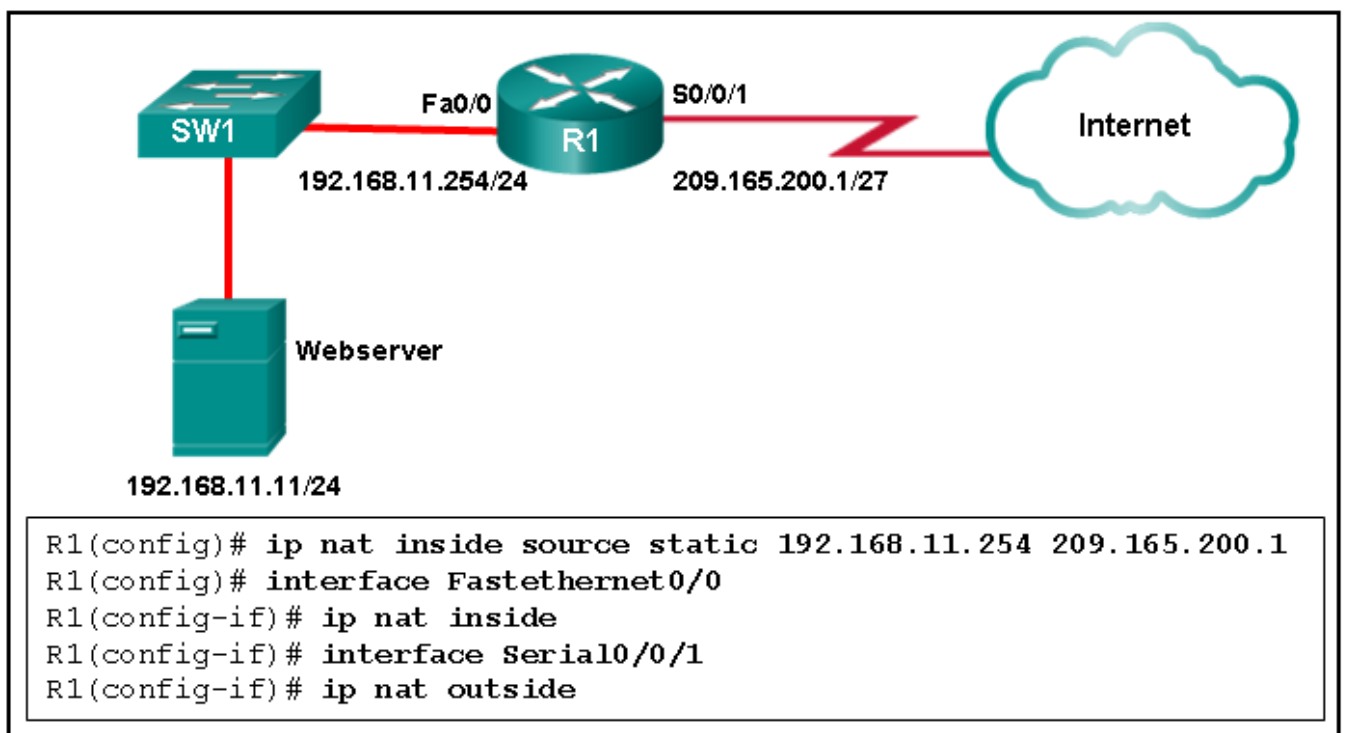 SW1
Fa0/0
R1
S0/0/1
Internet
192.168.11.254/24
209.165.200.1/27
Webserver
192.168.11.11/24
R1(config)# ip nat inside source static 192.168.11.254 209.165.200.1
R1(config)# interface Fastethernet0/0
R1(config-if)# ip nat inside
R1(config-if)# interface Serial0/0/1
R1(config-if)# ip nat outside